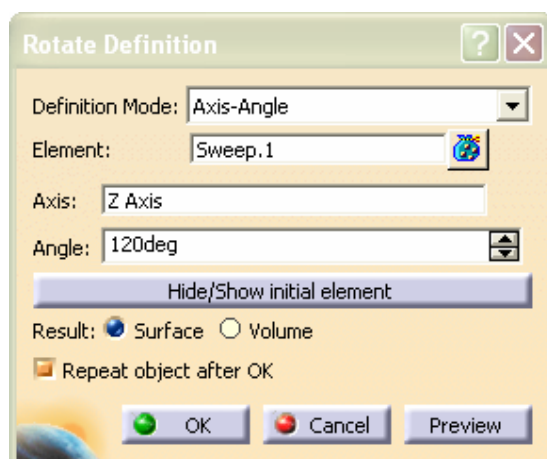 Rotate Definition
Definition Mode: Axis-Angle
Element: Sweep.1
Axis: Z Axis
Angle: 120deg
Hide/Show initial element
Result: Surface Volume
Repeat object after OK
OK Cancel Preview